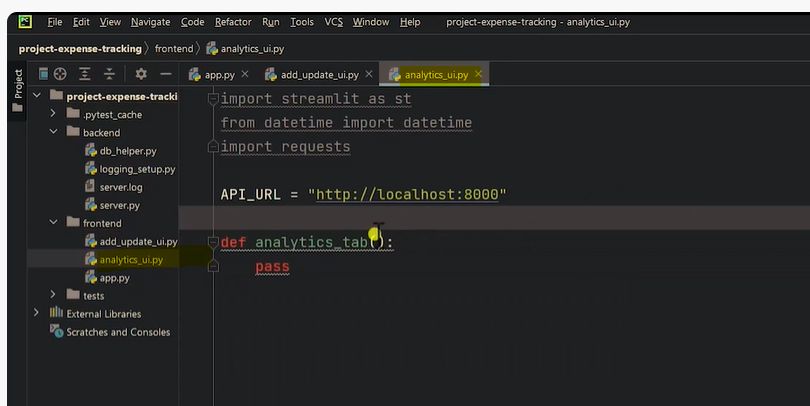 PC File Edit View Navigate Code Refactor Run Tools VCS Window Help project-expense-tracking - analytics_ui.py
project-expense-tracking frontend analytics_ui.py
Project
app.py add_update_ui.py analytics_ui.py
project-expense-tracki
.pytest_cache
backend
db_helper.py
logging_setup.py
server.log
server.py
frontend
add_update_ui.py
analytics_ui.py
app.py
tests
External Libraries
Scratches and Consoles
import streamlit as st
from datetime import datetime
import requests
API_URL = "http://localhost:8000"
def analytics_tab():
pass